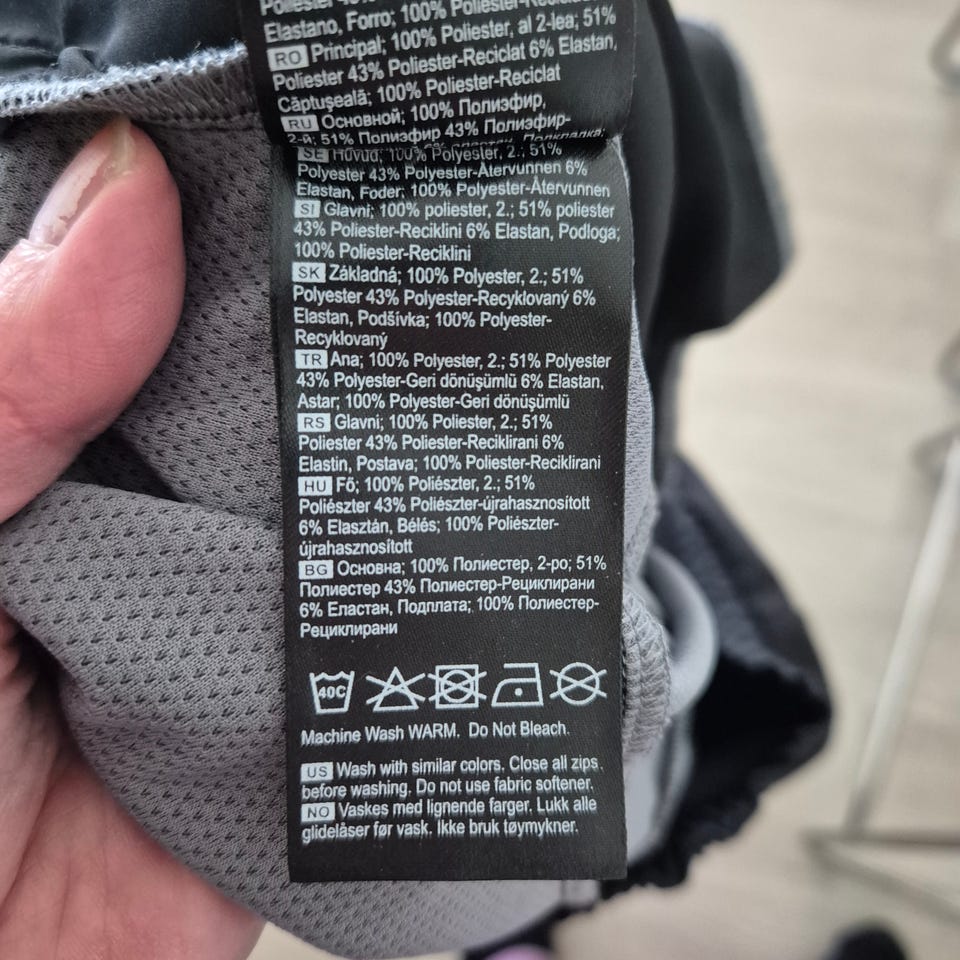 Elastano, Forro; 100% Poliester-Reciclat
RO Principal; 100% Poliester, al 2-lea; 51%
Poliester 43% Poliester-Reciclat 6% Elastan,
Căptușeală; 100% Poliester-Reciclat
RU Основной; 100% Полиэфир,
2-й; 51% Полиэфир 43% Полиэфир-
SE Huvud; 100% Polyester, 2.; 51%
Polyester 43% Polyester-Återvunnen 6%
Elastan, Foder; 100% Polyester-Återvunnen
SI Glavni; 100% poliester, 2.; 51% poliester
43% Poliester-Reciklini 6% Elastan, Podloga;
100% Poliester-Reciklini
SK Základná; 100% Polyester, 2.; 51%
Polyester 43% Polyester-Recyklovaný 6%
Elastan, Podšívka; 100% Polyester-
Recyklovaný
TR Ana; 100% Polyester, 2.; 51% Polyester
43% Polyester-Geri dönüşümlü 6% Elastan,
Astar; 100% Polyester-Geri dönüşümlü
RS Glavni; 100% Poliester, 2.; 51%
Poliester 43% Poliester-Reciklirani 6%
Elastin, Postava; 100% Poliester-Reciklirani
HU Fő; 100% Poliészter, 2.; 51%
Poliészter 43% Poliészter-újrahasznosított
6% Elasztán, Bélés; 100% Poliészter-
újrahasznosított
BG Основна; 100% Полиестер, 2-ро; 51%
Полиестер 43% Полиестер-Рециклирани
6% Еластан, Подплата; 100% Полиестер-
Рециклирани
40C
Machine Wash WARM. Do Not Bleach.
US Wash with similar colors. Close all zips
before washing. Do not use fabric softener.
NO Vaskes med lignende farger. Lukk alle
glidelåser før vask. Ikke bruk tøymykner.